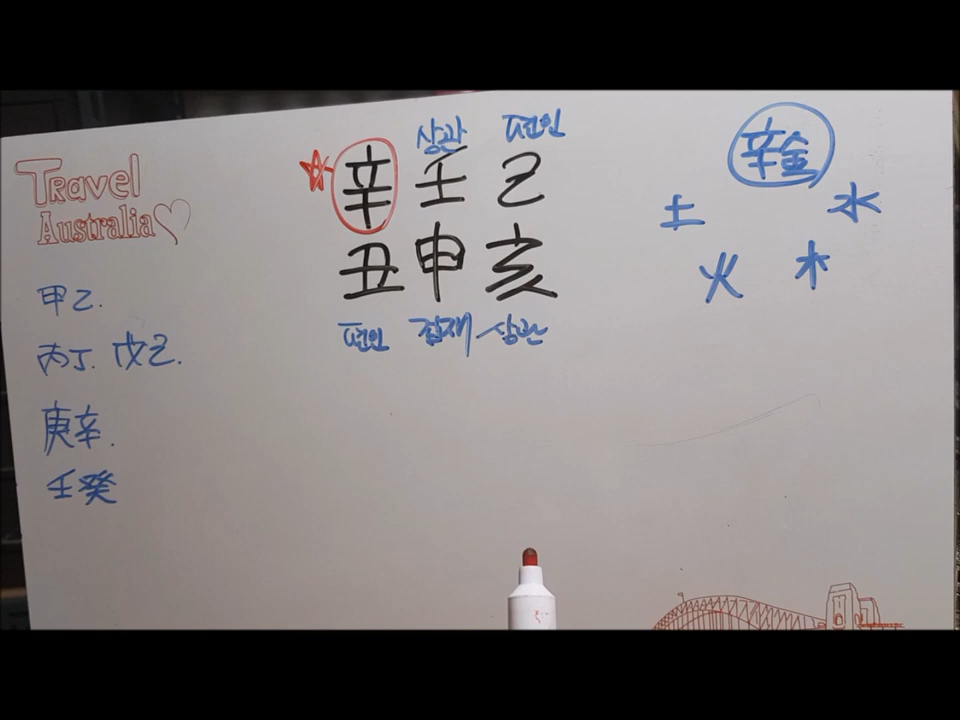 Travel
Australia
상관 편인
辛 壬 己
丑 申 亥
편인 겁재 상관
甲乙.
丙丁. 戊己.
庚辛.
壬癸
辛金
土 水
火 木